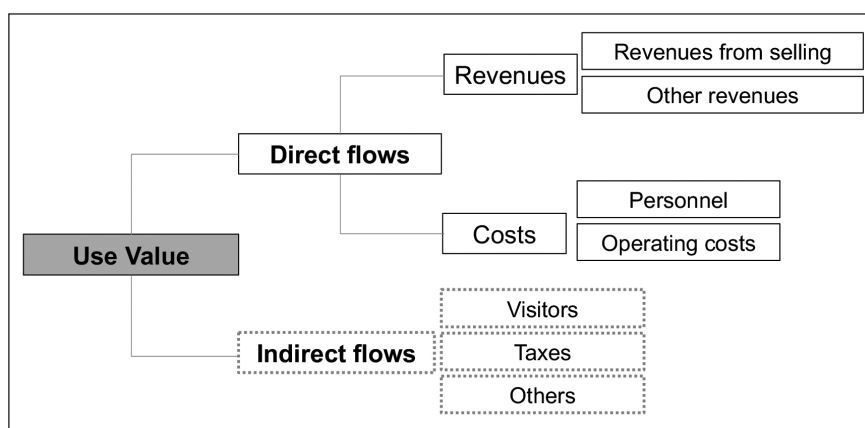 Revenues
Revenues from selling
Other revenues
Direct flows
Personnel
Costs
Operating costs
Use Value
Visitors
Indirect flows
Taxes
Others